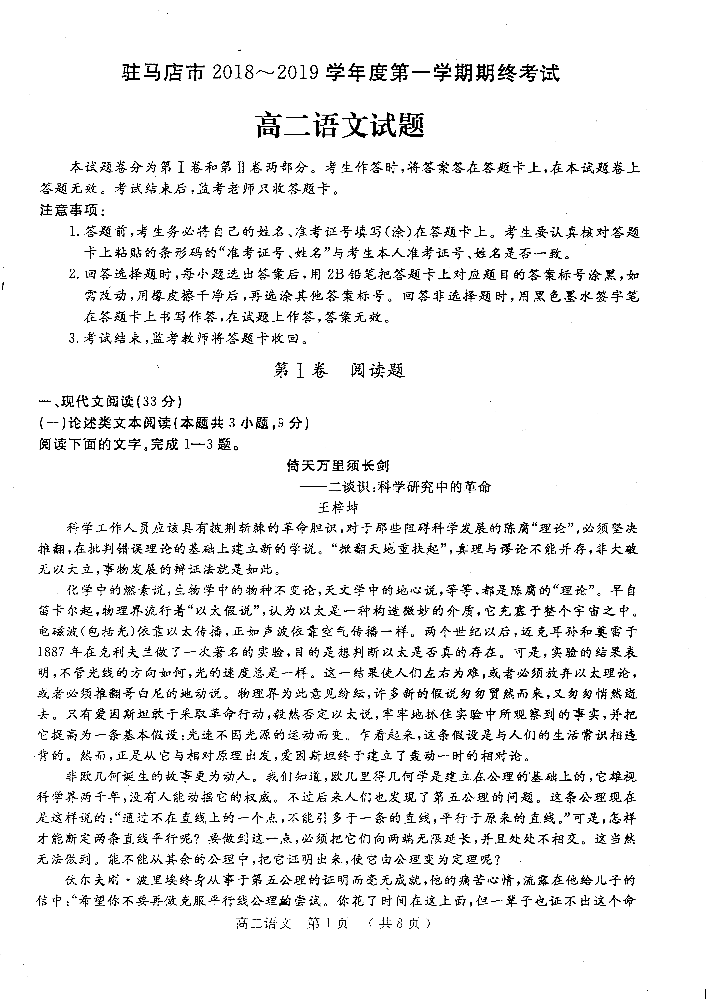 驻马店市 2018～2019 学年度第一学期期终考试
高二语文试题
本试题卷分为第Ⅰ卷和第Ⅱ卷两部分。考生作答时,将答案答在答题卡上,在本试题卷上
答题无效。考试结束后,监考老师只收答题卡。
注意事项:
1. 答题前,考生务必将自己的姓名、准考证号填写(涂)在答题卡上。考生要认真核对答题
卡上粘贴的条形码的“准考证号、姓名”与考生本人准考证号、姓名是否一致。
2. 回答选择题时,每小题选出答案后,用 2B 铅笔把答题卡上对应题目的答案标号涂黑,如
需改动,用橡皮擦干净后,再选涂其他答案标号。回答非选择题时,用黑色墨水签字笔
在答题卡上书写作答,在试题上作答,答案无效。
3. 考试结束,监考教师将答题卡收回。
第Ⅰ卷 阅读题
一、现代文阅读(33 分)
(一)论述类文本阅读(本题共 3 小题,9 分)
阅读下面的文字,完成 1—3 题。
倚天万里须长剑
——二谈识:科学研究中的革命
王梓坤
科学工作人员应该具有披荆斩棘的革命胆识,对于那些阻碍科学发展的陈腐“理论”,必须坚决
推翻,在批判错误理论的基础上建立新的学说。“掀翻天地重扶起”,真理与谬论不能并存,非大破
无以大立,事物发展的辩证法就是如此。
化学中的燃素说,生物学中的物种不变论,天文学中的地心说,等等,都是陈腐的“理论”。早自
笛卡尔起,物理界流行着“以太假说”,认为以太是一种构造微妙的介质,它充塞于整个宇宙之中。
电磁波(包括光)依靠以太传播,正如声波依靠空气传播一样。两个世纪以后,迈克耳孙和莫雷于
1887 年在克利夫兰做了一次著名的实验,目的是想判断以太是否真的存在。可是,实验的结果表
明,不管光线的方向如何,光的速度总是一样。这一结果使人们左右为难,或者必须放弃以太理论,
或者必须推翻哥白尼的地动说。物理界为此意见纷纭,许多新的假说匆匆贸然而来,又匆匆悄然逝
去。只有爱因斯坦敢于采取革命行动,毅然否定以太说,牢牢地抓住实验中所观察到的事实,并把
它提高为一条基本假设:光速不因光源的运动而变。乍看起来,这条假设是与人们的生活常识相违
背的。然而,正是从它与相对原理出发,爱因斯坦终于建立了轰动一时的相对论。
非欧几何诞生的故事更为动人。我们知道,欧几里得几何学是建立在公理的基础上的,它雄视
科学界两千年,没有人能动摇它的权威。不过后来人们也发现了第五公理的问题。这条公理现在
是这样说的:“通过不在直线上的一个点,不能引多于一条的直线,平行于原来的直线。”可是,怎样
才能断定两条直线平行呢? 要做到这一点,必须把它们向两端无限延长,并且处处不相交。这当然
无法做到。能不能从其余的公理中,把它证明出来,使它由公理变为定理呢?
伏尔夫刚·波里埃终身从事于第五公理的证明而毫无成就,他的痛苦心情,流露在他给儿子的
信中:“希望你不要再做克服平行线公理的尝试。你花了时间在这上面,但一辈子也证不出这个命
高二语文 第 1 页 (共 8 页)